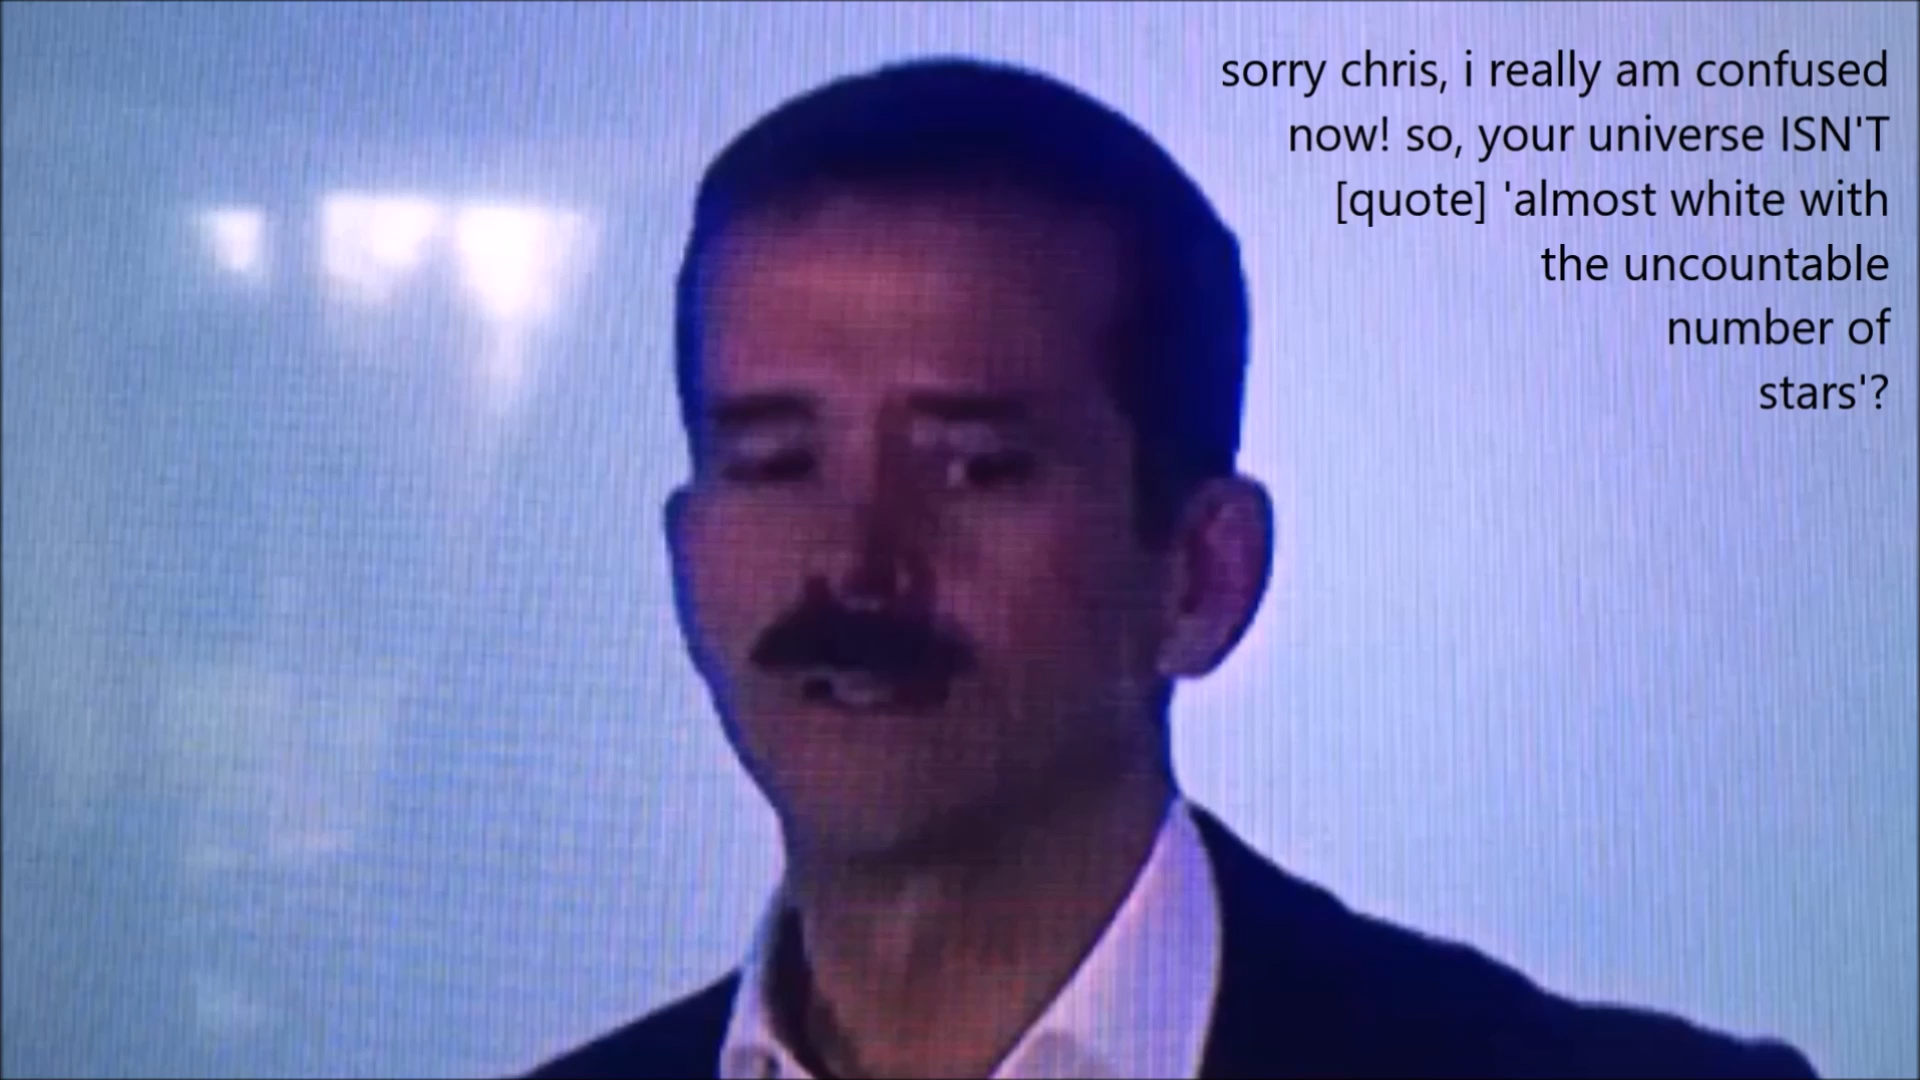 sorry chris, i really am confused
now! so, your universe ISN'T
[quote] 'almost white with
the uncountable
number of
stars'?